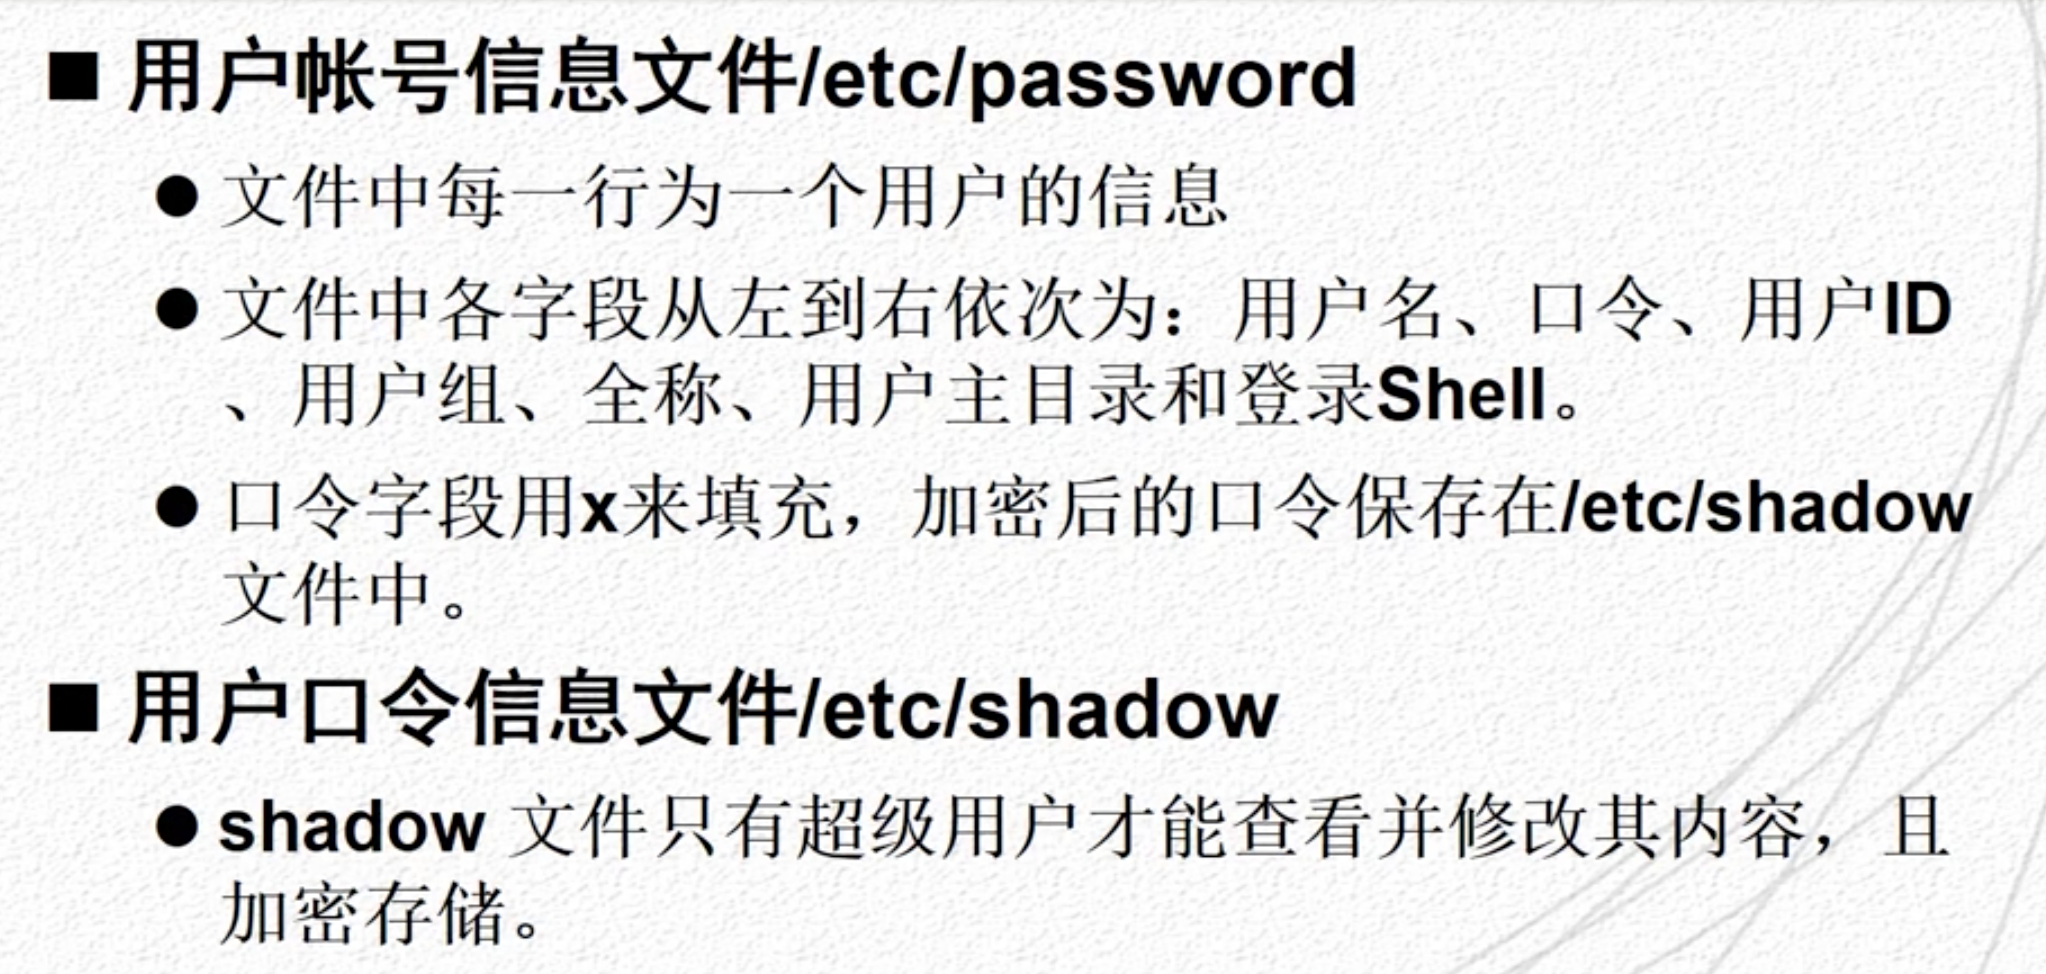 ■ 用户帐号信息文件/etc/password
● 文件中每一行为一个用户的信息
● 文件中各字段从左到右依次为：用户名、口令、用户ID
、用户组、全称、用户主目录和登录Shell。
● 口令字段用x来填充，加密后的口令保存在/etc/shadow
文件中。
■ 用户口令信息文件/etc/shadow
● shadow 文件只有超级用户才能查看并修改其内容，且
加密存储。